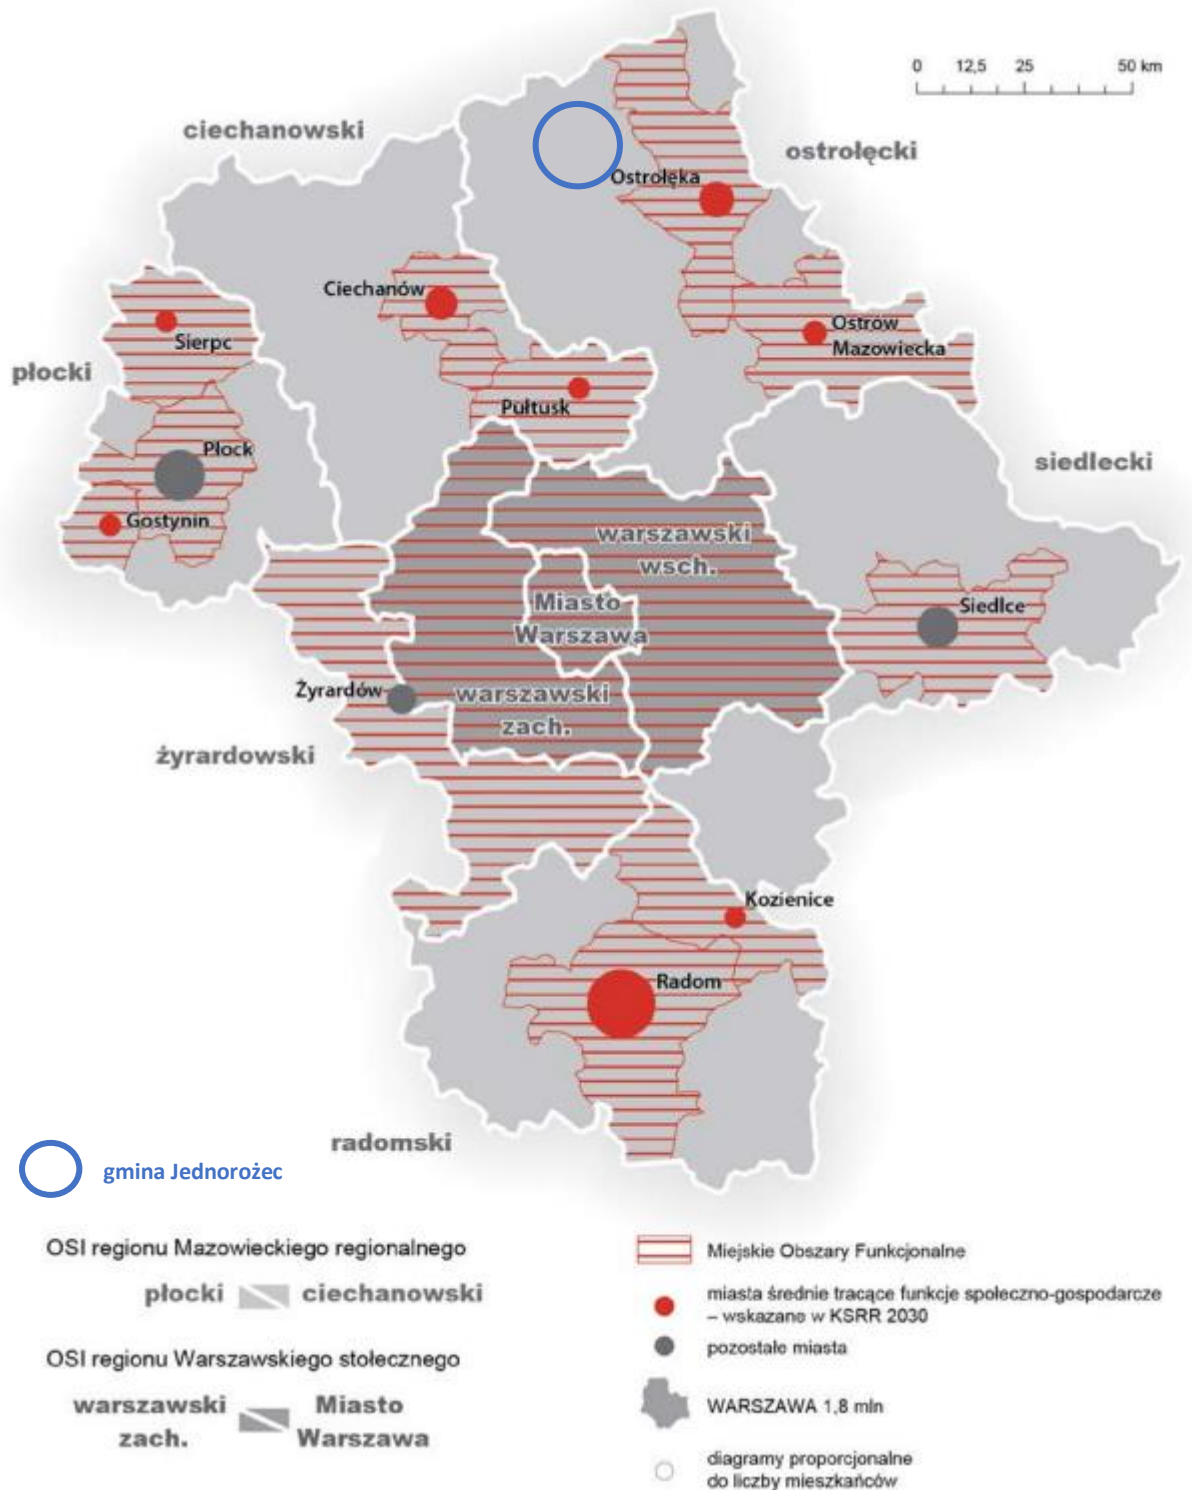 0 12,5 25 50 km
ciechanowski
ostrołęcki
Ostrołęka
Ciechanów
Sierpc
Ostrów
Mazowiecka
płocki
Pułtusk
Płock
siedlecki
Gostynin
warszawski
wsch.
Miasto
Warszawa
Siedlce
Żyrardów
warszawski
zach.
żyrardowski
Kozienice
Radom
radomski
gmina Jednorożec
OSI regionu Mazowieckiego regionalnego
płocki ciechanowski
OSI regionu Warszawskiego stołecznego
warszawski
zach.
Miasto
Warszawa
Miejskie Obszary Funkcjonalne
miasta średnie tracące funkcje społeczno-gospodarcze
– wskazane w KSRR 2030
pozostałe miasta
WARSZAWA 1,8 mln
diagramy proporcjonalne
do liczby mieszkańców